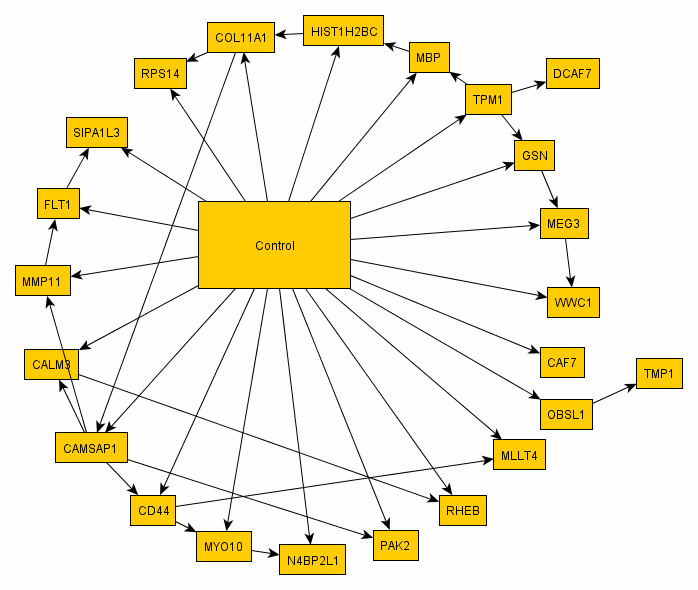 HIST1H2BC
COL11A1
MBP
RPS14
DCAF7
TPM1
SIPA1L3
GSN
FLT1
MEG3
Control
MMP11
WWC1
CALM3
CAF7
TMP1
OBSL1
CAMSAP1
MLLT4
CD44
RHEB
MYO10
PAK2
N4BP2L1